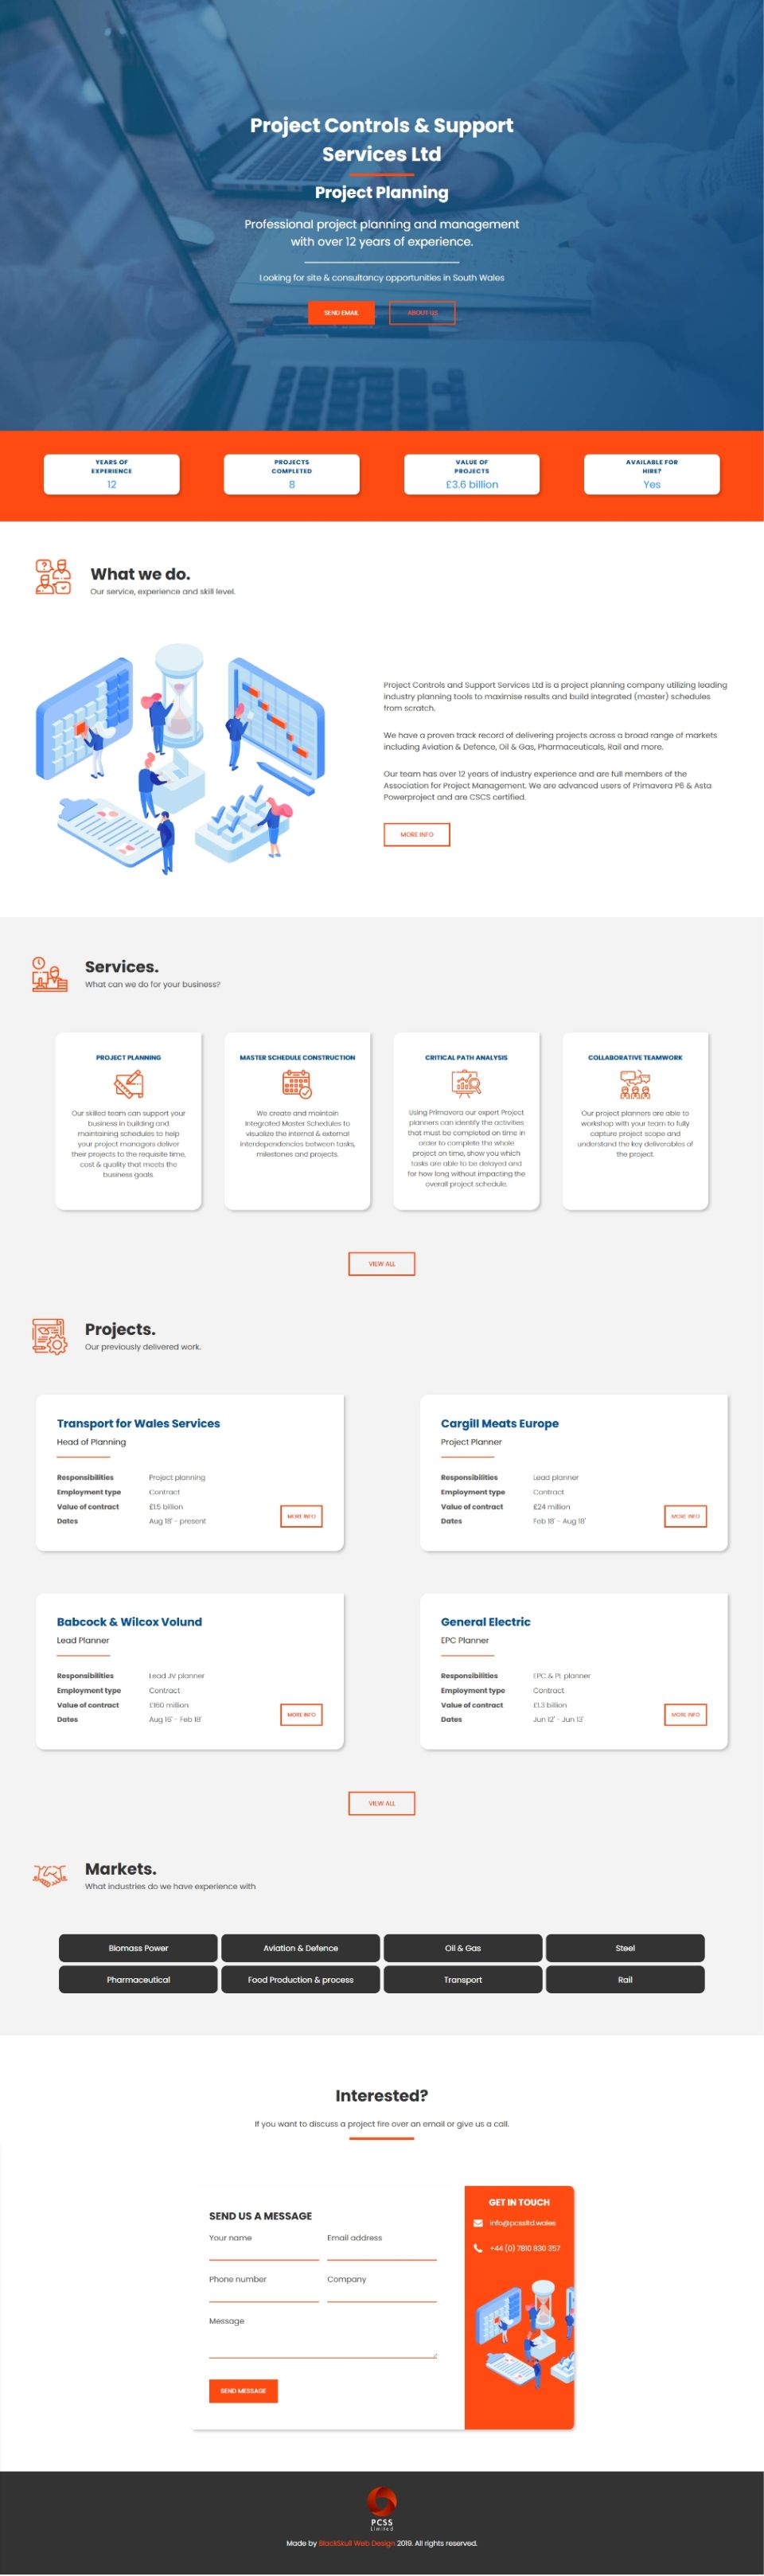 Project Controls & Support
Services Ltd
Project Planning
Professional project planning and management
with over 12 years of experience.
Looking for site & consultancy opportunities in South Wales
SEND EMAIL
ABOUT US
YEARS OF
EXPERIENCE
12
PROJECTS
COMPLETED
8
VALUE OF
PROJECTS
£3.6 billion
AVAILABLE FOR
HIRE?
Yes
What we do.
Our service, experience and skill level.
Project Controls and Support Services Ltd is a project planning company utilizing leading
industry planning tools to maximise results and build integrated (master) schedules
from scratch.
We have a proven track record of delivering projects across a broad range of markets
including Aviation & Defence, Oil & Gas, Pharmaceuticals, Rail and more.
Our team has over 12 years of industry experience and are full members of the
Association for Project Management. We are advanced users of Primavera P6 & Asta
Powerproject and are CSCS certified.
MORE INFO
Services.
What can we do for your business?
PROJECT PLANNING
Our skilled team can support your
business in building and
maintaining schedules to help
your project managers deliver
their projects to the requisite time,
cost & quality that meets the
business goals.
MASTER SCHEDULE CONSTRUCTION
We create and maintain
Integrated Master Schedules to
visualize the internal & external
interdependencies between tasks,
milestones and projects.
CRITICAL PATH ANALYSIS
Using Primavera our expert Project
planners can identify the activities
that must be completed on time in
order to complete the whole
project on time, show you which
tasks are able to be delayed and
for how long without impacting the
overall project schedule.
COLLABORATIVE TEAMWORK
Our project planners are able to
workshop with your team to fully
capture project scope and
understand the key deliverables of
the project.
VIEW ALL
Projects.
Our previously delivered work.
Transport for Wales Services
Head of Planning
Responsibilities Project planning
Employment type Contract
Value of contract £1.5 billion
Dates Aug 18' - present
MORE INFO
Cargill Meats Europe
Project Planner
Responsibilities Lead planner
Employment type Contract
Value of contract £24 million
Dates Feb 18' - Aug 18'
MORE INFO
Babcock & Wilcox Volund
Lead Planner
Responsibilities Lead JV planner
Employment type Contract
Value of contract £160 million
Dates Aug 16' - Feb 18'
MORE INFO
General Electric
EPC Planner
Responsibilities EPC & PL planner
Employment type Contract
Value of contract £1.3 billion
Dates Jun 12' - Jun 13'
MORE INFO
VIEW ALL
Markets.
What industries do we have experience with
Biomass Power
Aviation & Defence
Oil & Gas
Steel
Pharmaceutical
Food Production & process
Transport
Rail
Interested?
If you want to discuss a project fire over an email or give us a call.
SEND US A MESSAGE
Your name
Email address
Phone number
Company
Message
SEND MESSAGE
GET IN TOUCH
info@pcssltd.wales
+44 (0) 7810 830 357
PCSS
Limited
Made by BlackSkull Web Design 2019. All rights reserved.